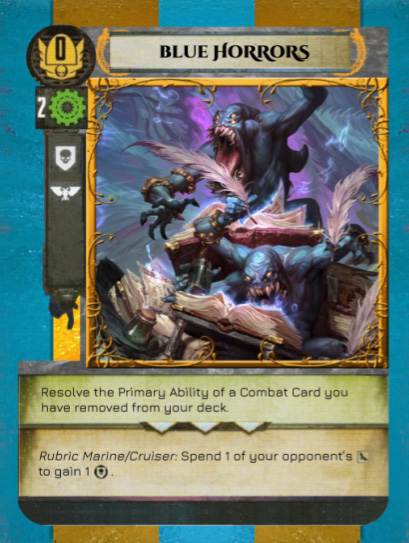 0
BLUE HORRORS
2
Resolve the Primary Ability of a Combat Card you
have removed from your deck.
Rubric Marine/Cruiser: Spend 1 of your opponent's
to gain 1 .